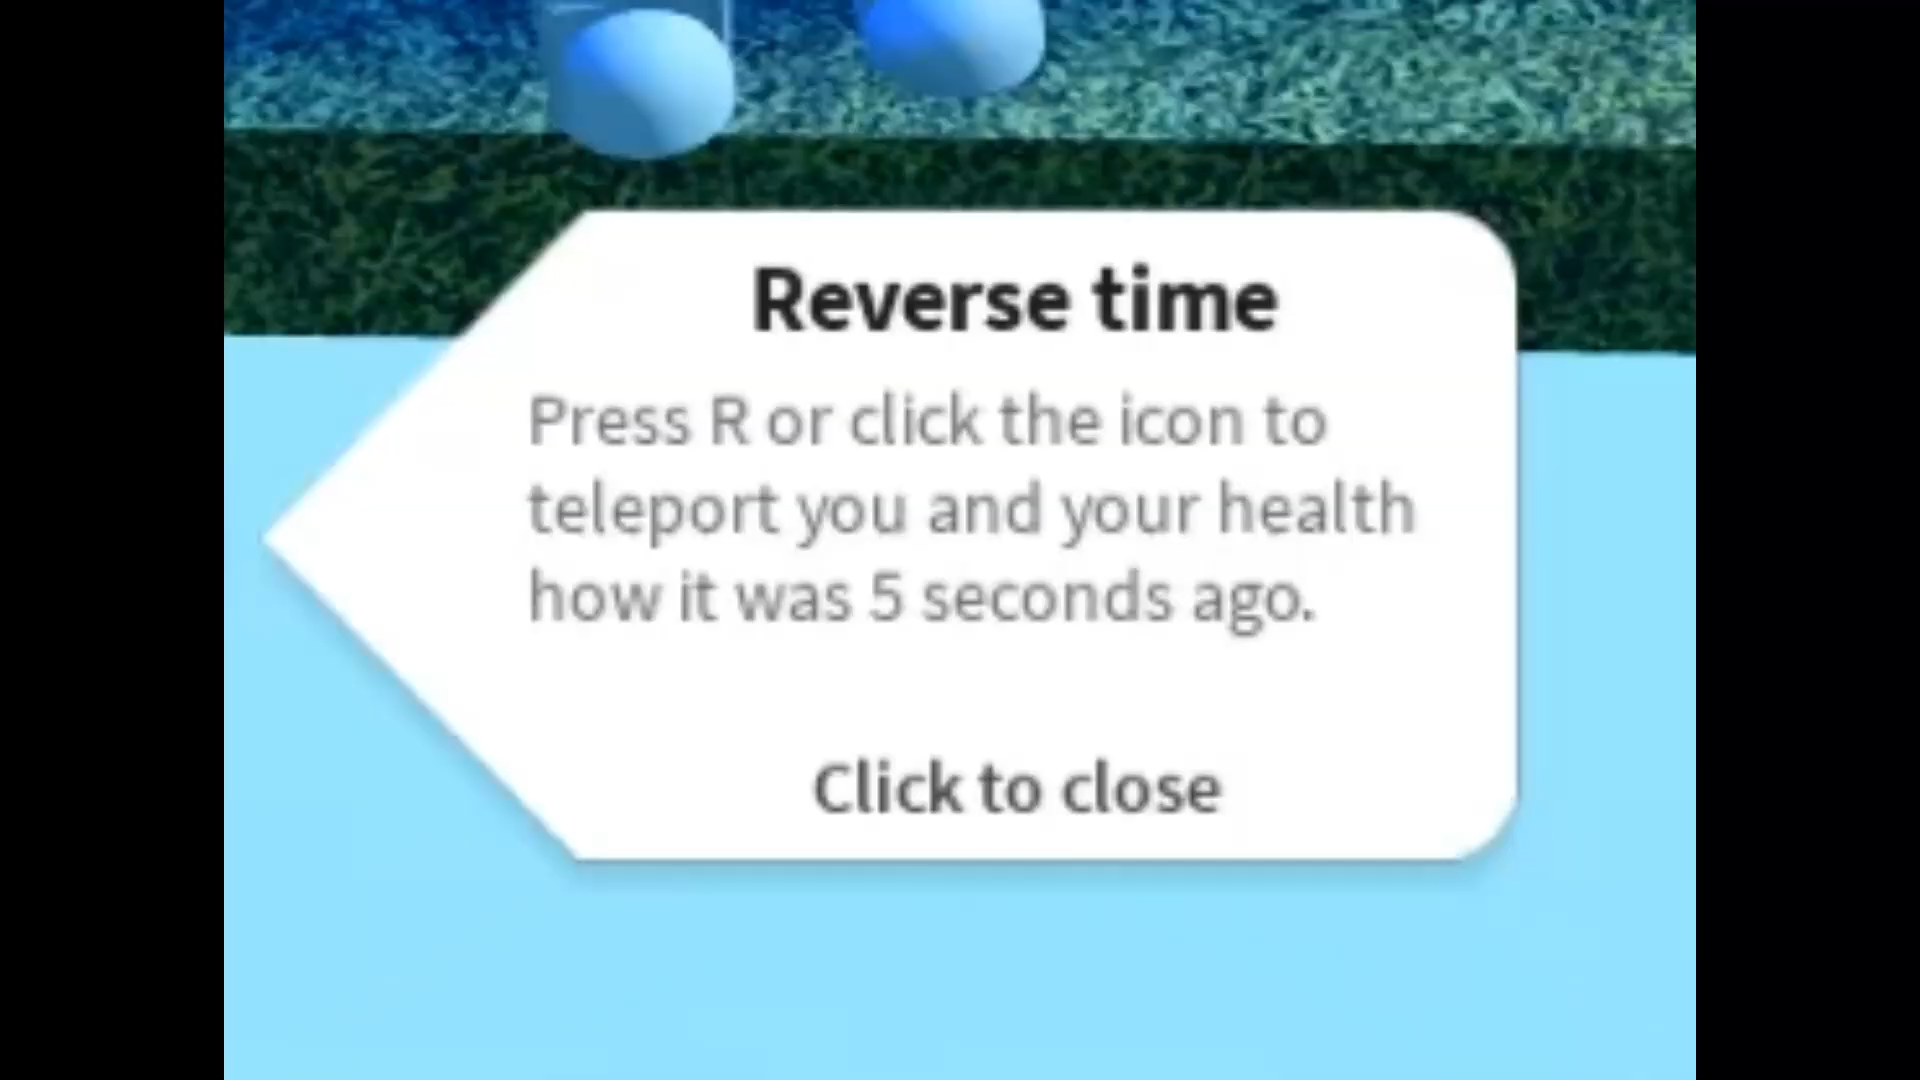 Reverse time
Press R or click the icon to
teleport you and your health
how it was 5 seconds ago.
Click to close